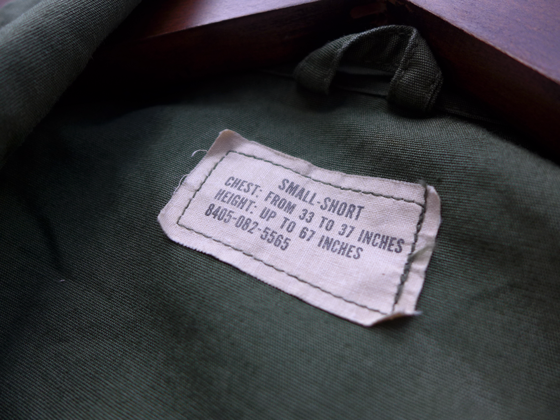 SMALL-SHORT
CHEST: FROM 33 TO 37 INCHES
HEIGHT: UP TO 67 INCHES
8405-082-5565